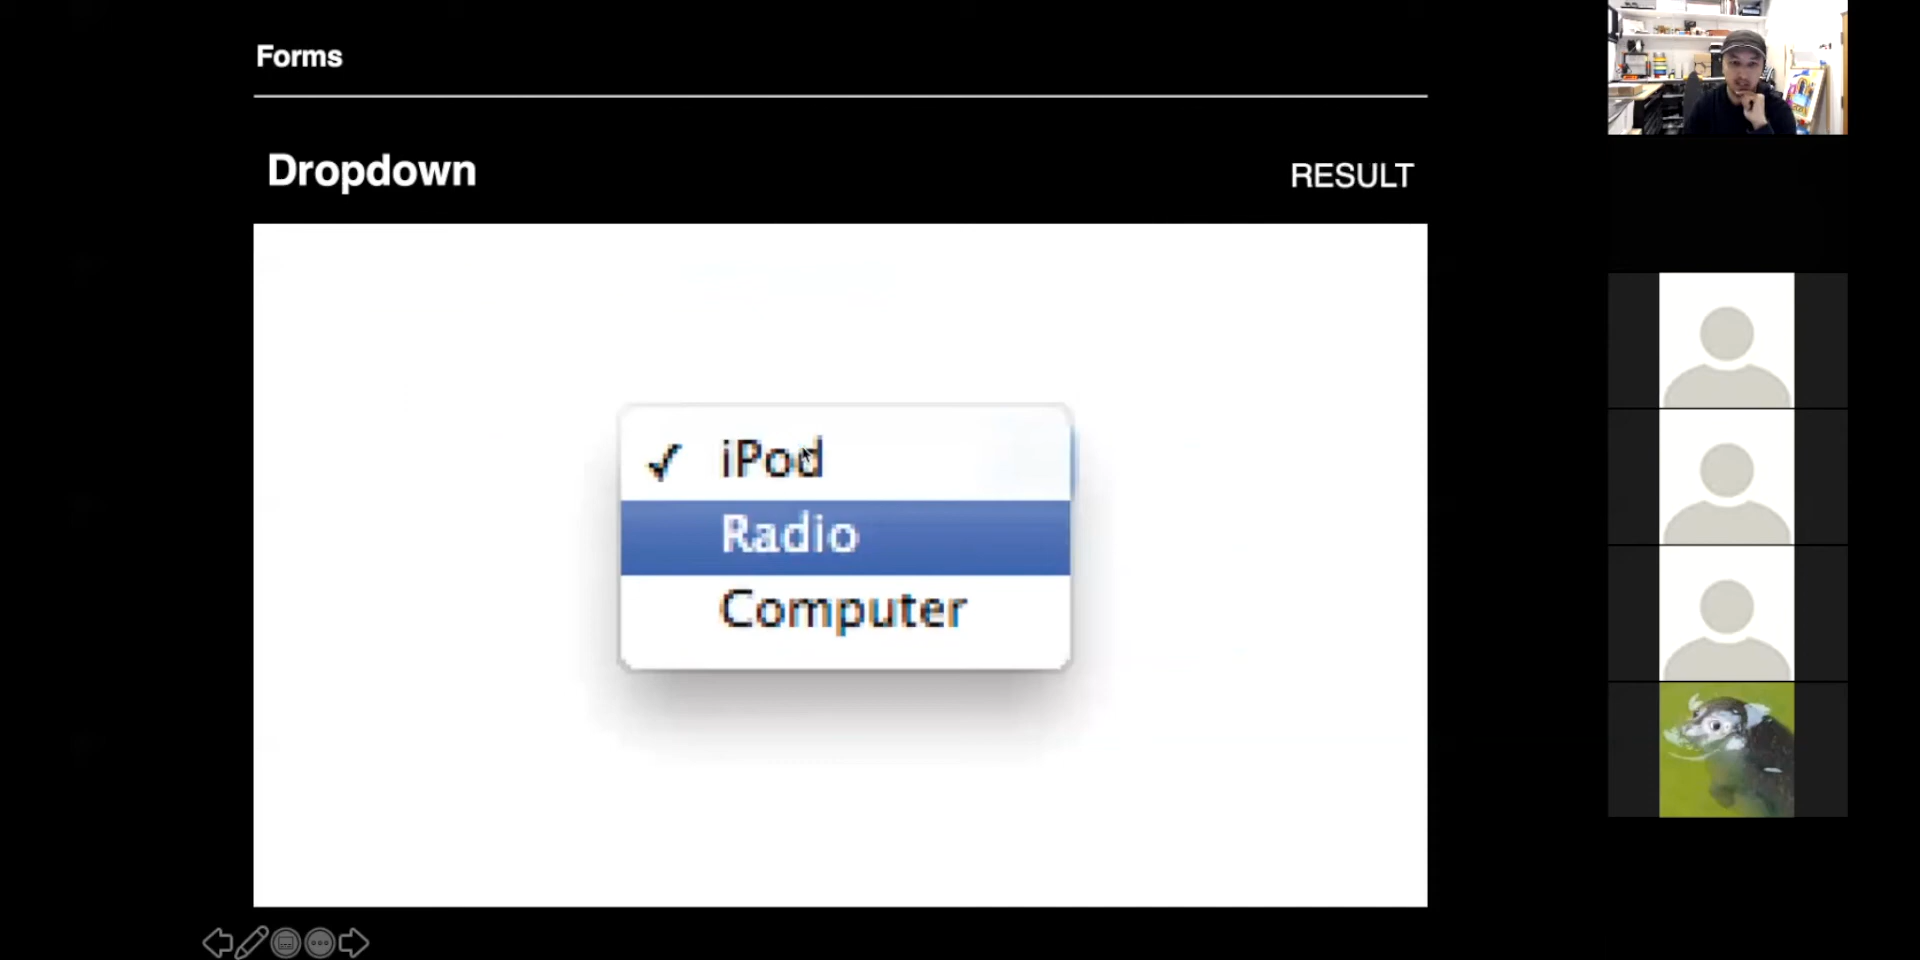 Forms
Dropdown
RESULT
✓ iPod
Radio
Computer